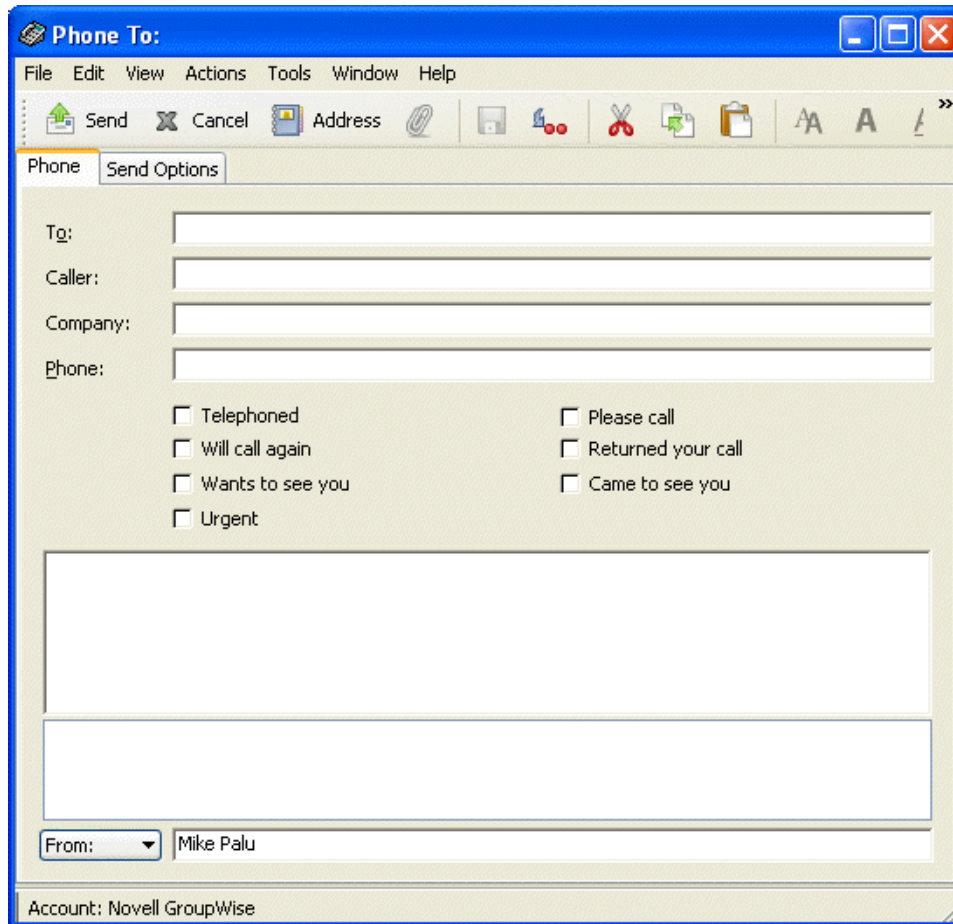 Phone To:
File Edit View Actions Tools Window Help
Send Cancel Address »
Phone Send Options
To:
Caller:
Company:
Phone:
Telephoned Please call
Will call again Returned your call
Wants to see you Came to see you
Urgent
From: Mike Palu
Account: Novell GroupWise